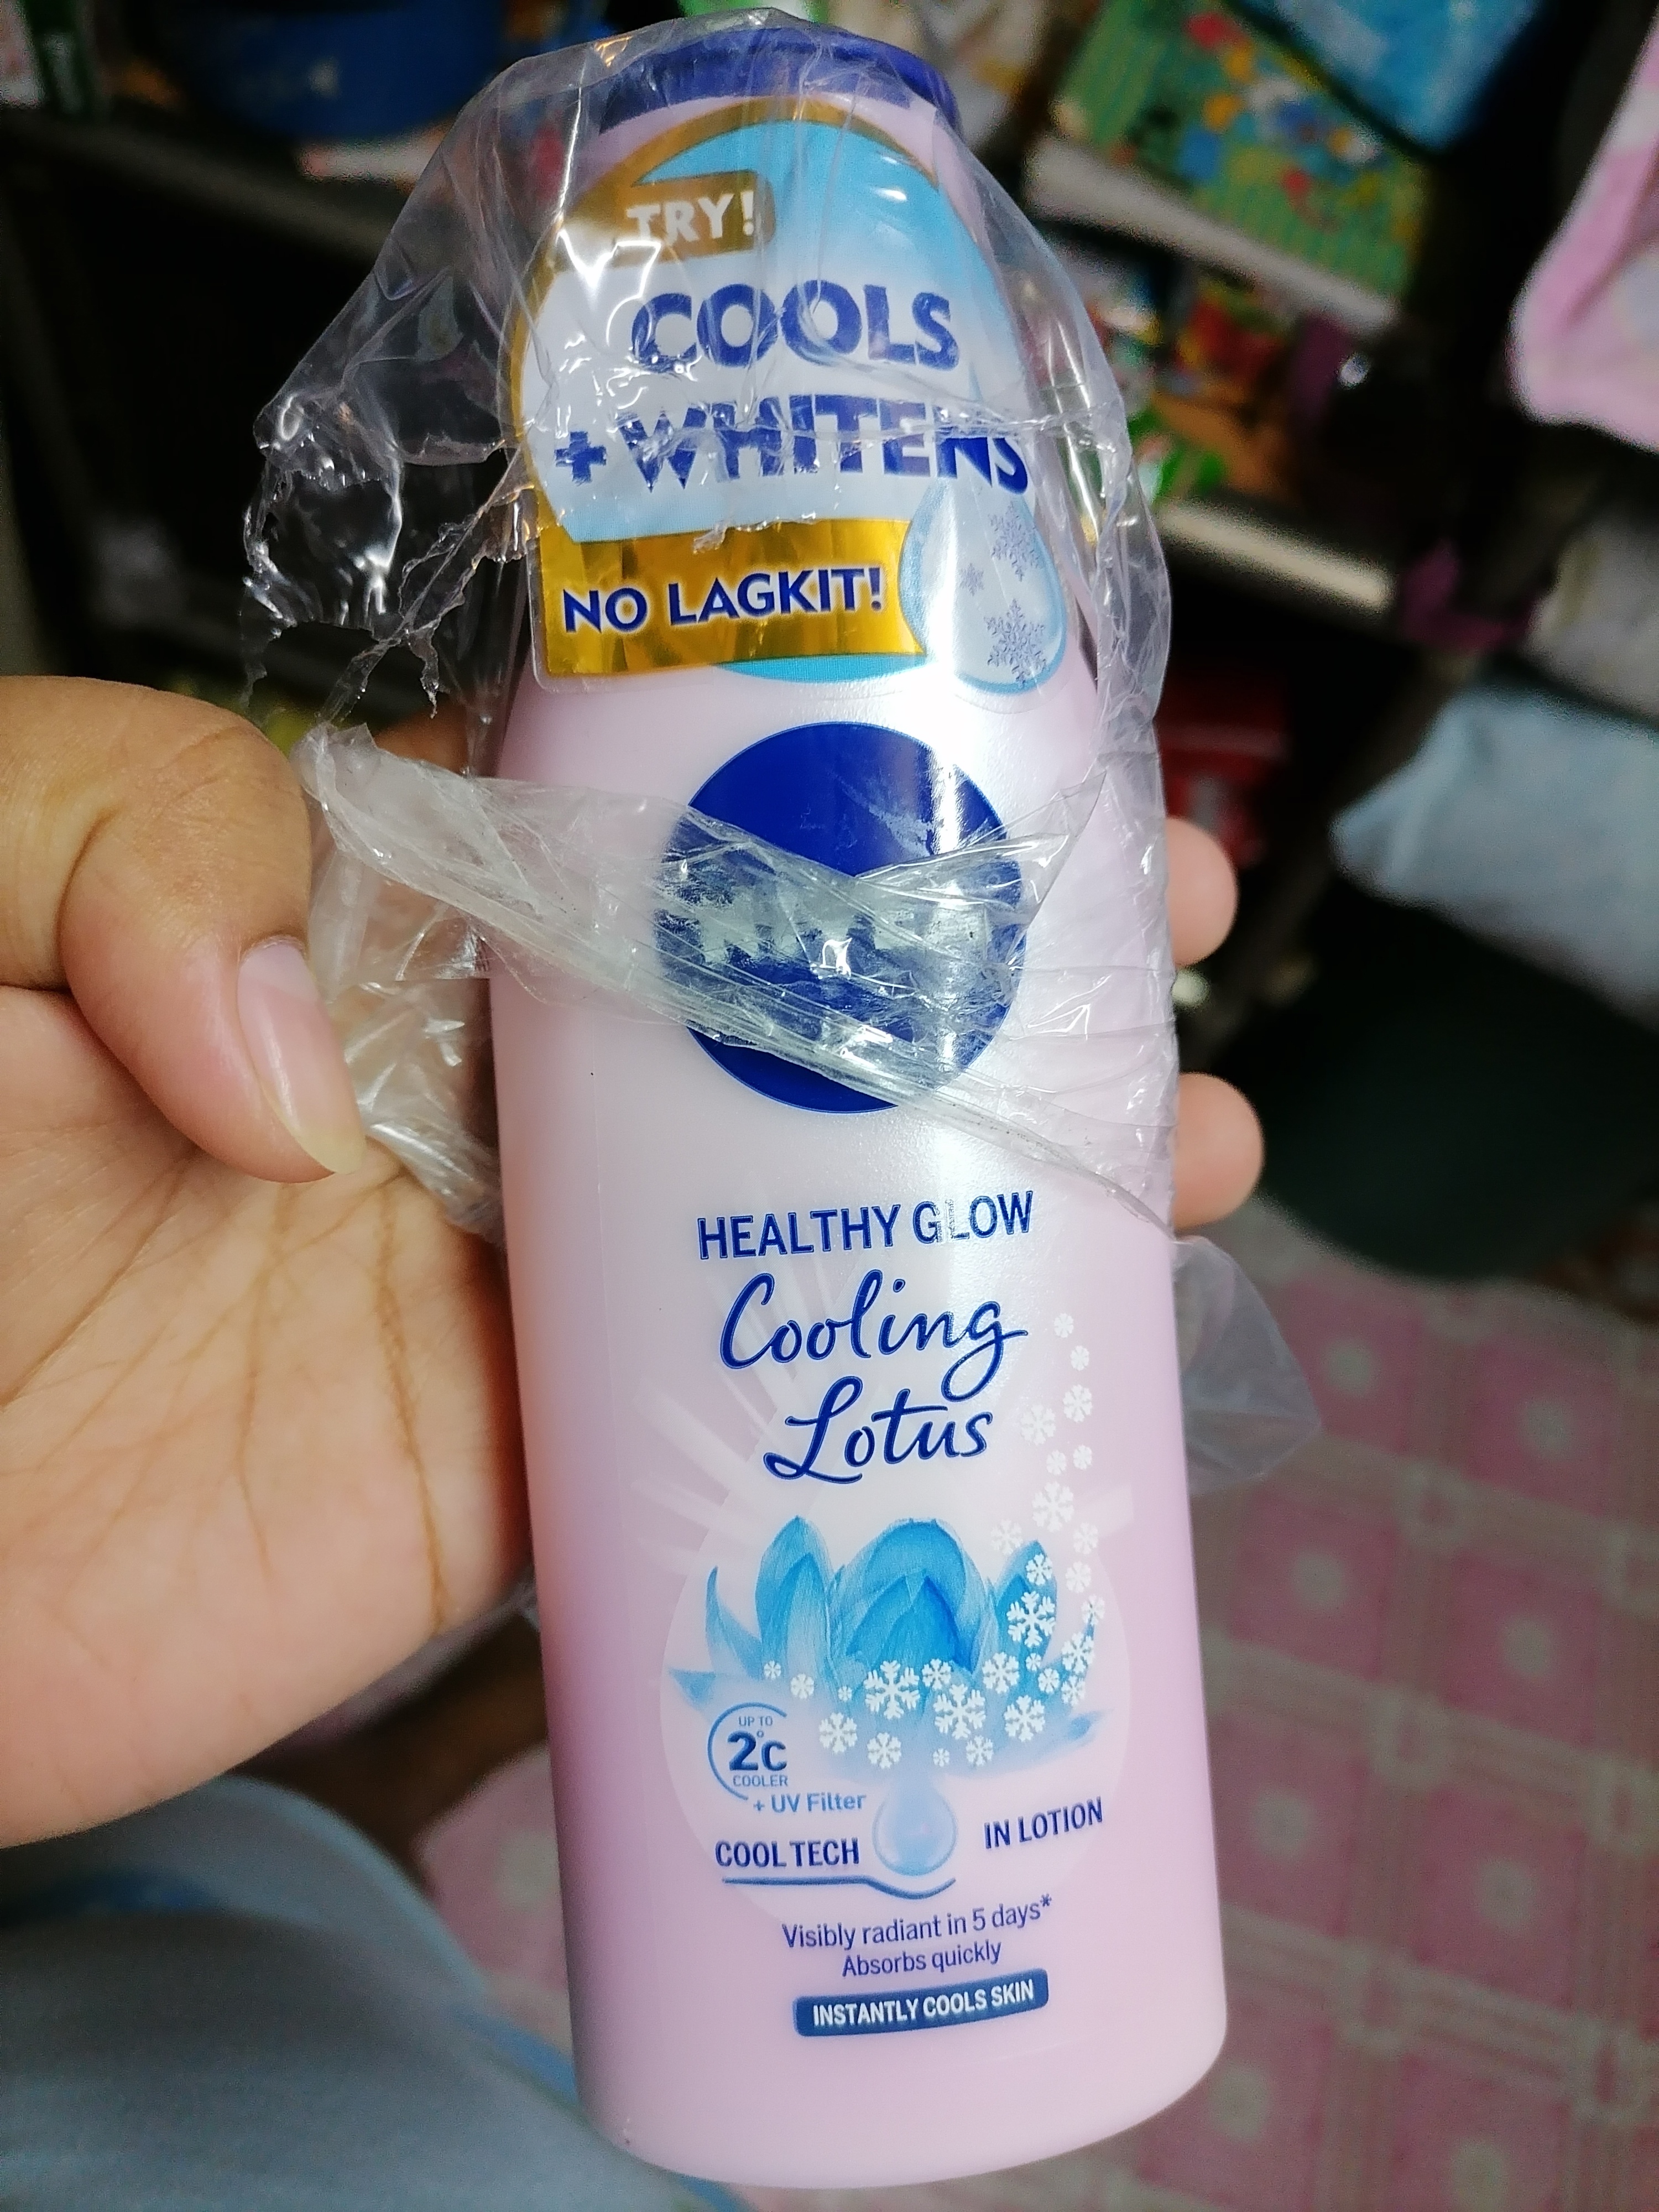 TRY!
COOLS
+ WHITENS
NO LAGKIT!
HEALTHY GLOW
Cooling
Lotus
UP TO
2°C
COOLER
+ UV Filter
COOL TECH
IN LOTION
Visibly radiant in 5 days*
Absorbs quickly
INSTANTLY COOLS SKIN